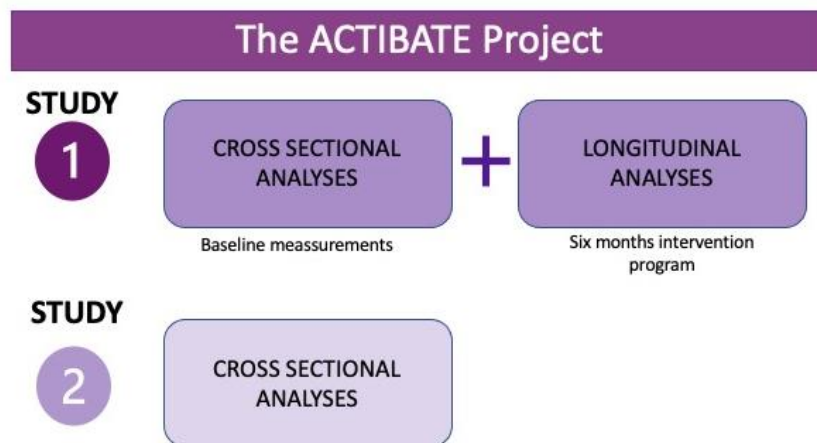 The ACTIBATE Project
STUDY
1
CROSS SECTIONAL
ANALYSES
+
LONGITUDINAL
ANALYSES
Baseline meassurements
Six months intervention
program
STUDY
2
CROSS SECTIONAL
ANALYSES